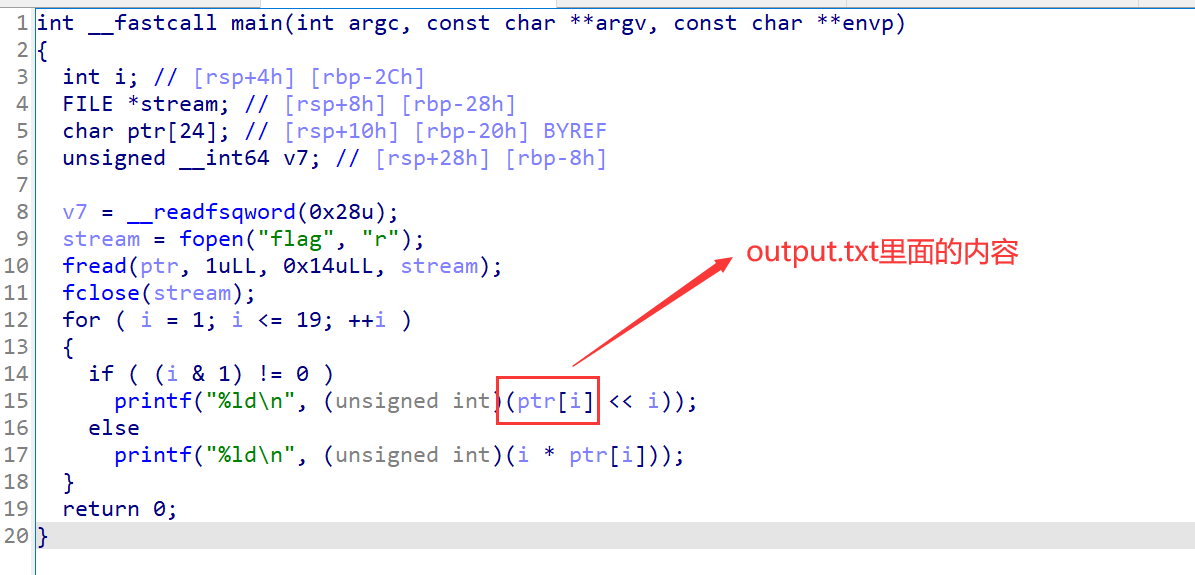 1 int __fastcall main(int argc, const char **argv, const char **envp)
2 {
3   int i; // [rsp+4h] [rbp-2Ch]
4   FILE *stream; // [rsp+8h] [rbp-28h]
5   char ptr[24]; // [rsp+10h] [rbp-20h] BYREF
6   unsigned __int64 v7; // [rsp+28h] [rbp-8h]
7
8   v7 = __readfsqword(0x28u);
9   stream = fopen("flag", "r");
output.txt里面的内容
10   fread(ptr, 1uLL, 0x14uLL, stream);
11   fclose(stream);
12   for ( i = 1; i <= 19; ++i )
13   {
14     if ( (i & 1) != 0 )
15       printf("%ld\n", (unsigned int)(ptr[i] << i));
16     else
17       printf("%ld\n", (unsigned int)(i * ptr[i]));
18   }
19   return 0;
20 }